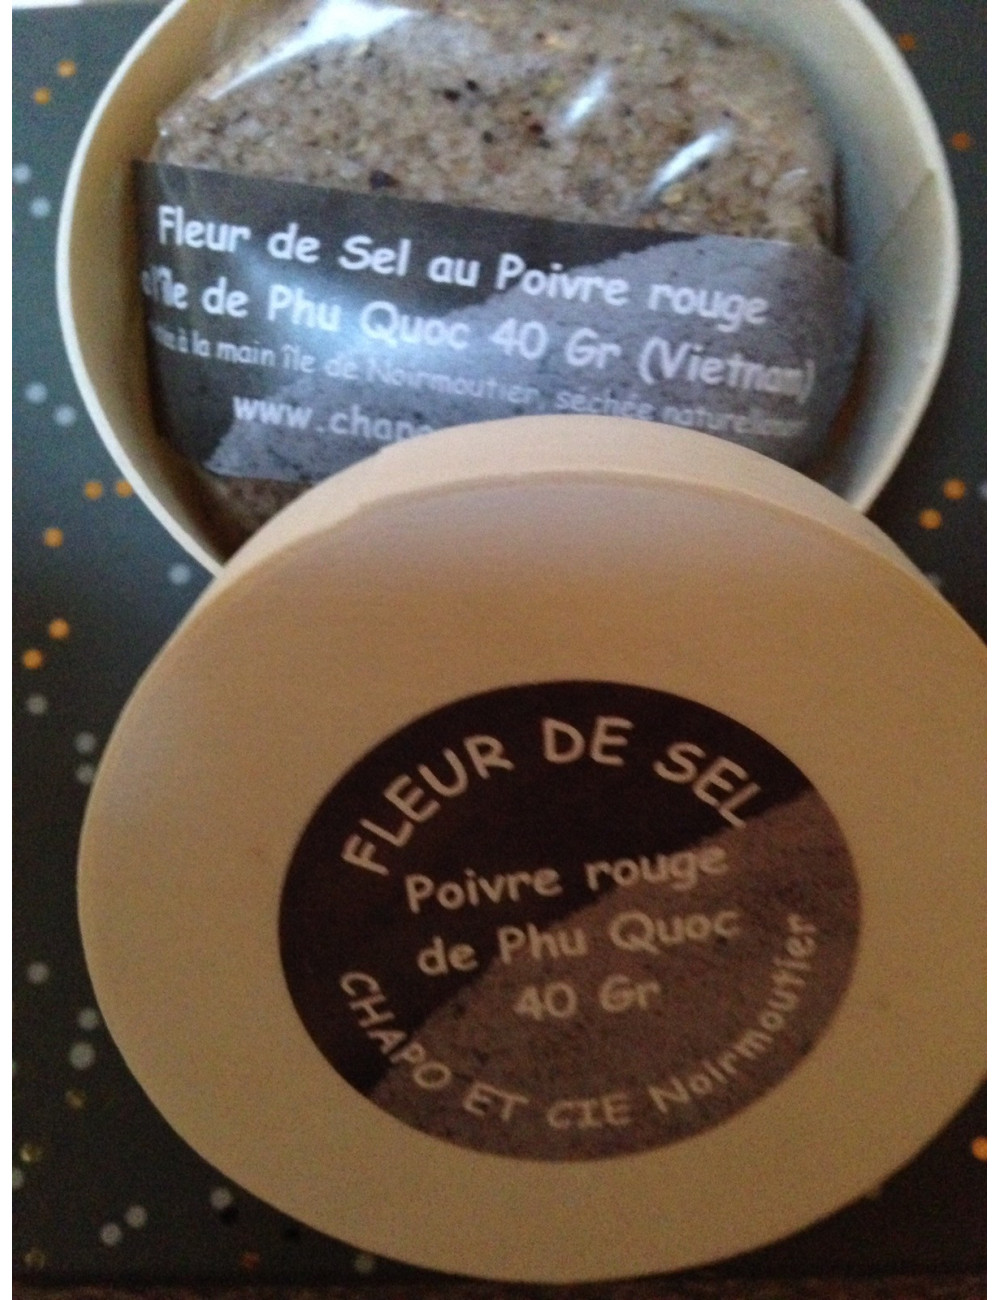 Fleur de Sel au Poivre rouge
l'île de Phu Quoc 40 Gr (Vietnam)
à la main île de Noirmoutier, séchée
www.chapo
FLEUR DE SEL
Poivre rouge
de Phu Quoc
40 Gr
CHAPO ET CIE Noirmoutier